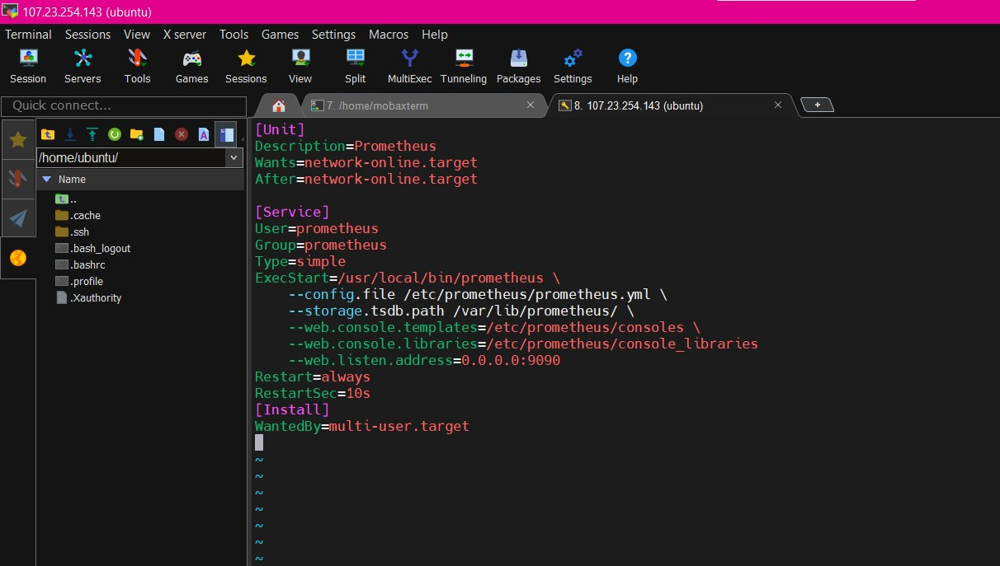 107.23.254.143 (ubuntu)
Terminal Sessions View X server Tools Games Settings Macros Help
Session Servers Tools Games Sessions View Split MultiExec Tunneling Packages Settings Help
Quick connect...
7. /home/mobaxterm
8. 107.23.254.143 (ubuntu)
/home/ubuntu/
Name
..
.cache
.ssh
.bash_logout
.bashrc
.profile
.Xauthority
[Unit]
Description=Prometheus
Wants=network-online.target
After=network-online.target
[Service]
User=prometheus
Group=prometheus
Type=simple
ExecStart=/usr/local/bin/prometheus \
    --config.file /etc/prometheus/prometheus.yml \
    --storage.tsdb.path /var/lib/prometheus/ \
    --web.console.templates=/etc/prometheus/consoles \
    --web.console.libraries=/etc/prometheus/console_libraries
    --web.listen.address=0.0.0.0:9090
Restart=always
RestartSec=10s
[Install]
WantedBy=multi-user.target
~
~
~
~
~
~
~